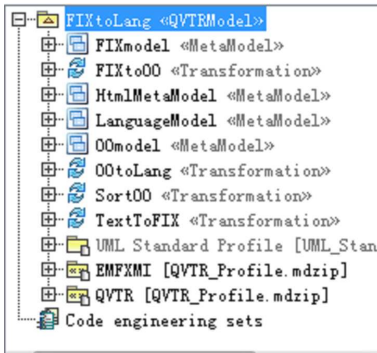 FIXtoLang «QVTRModel»
FIXmodel «MetaModel»
FIXtoOO «Transformation»
HtmlMetaModel «MetaModel»
LanguageModel «MetaModel»
OOmodel «MetaModel»
OOtoLang «Transformation»
SortOO «Transformation»
TextToFIX «Transformation»
UML Standard Profile [UML_Stan
EMFXMI [QVTR_Profile.mdzip]
QVTR [QVTR_Profile.mdzip]
Code engineering sets